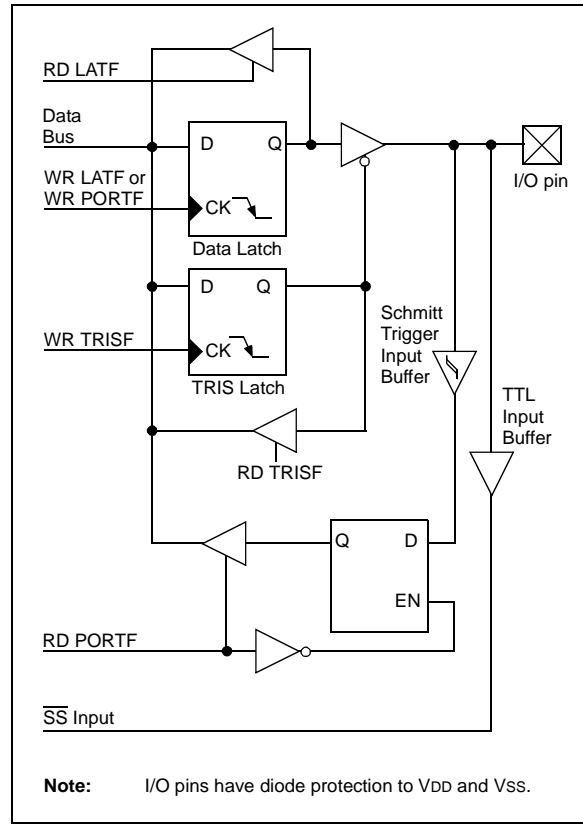 RD LATF
Data
Bus
D
Q
WR LATF or
WR PORTF
CK
Data Latch
I/O pin
D
Q
WR TRISF
CK
TRIS Latch
Schmitt
Trigger
Input
Buffer
TTL
Input
Buffer
RD TRISF
Q
D
EN
RD PORTF
SS Input
Note: I/O pins have diode protection to VDD and VSS.